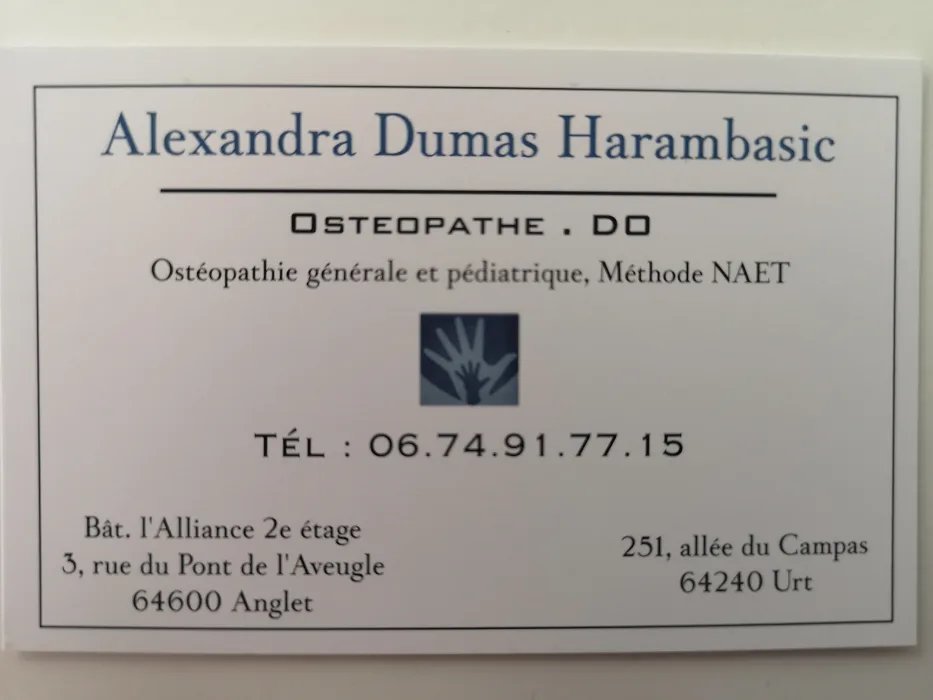 Alexandra Dumas Harambasic
OSTEOPATHE . DO
Ostéopathie générale et pédiatrique, Méthode NAET
TÉL : 06.74.91.77.15
Bât. l'Alliance 2e étage
3, rue du Pont de l'Aveugle
64600 Anglet
251, allée du Campas
64240 Urt